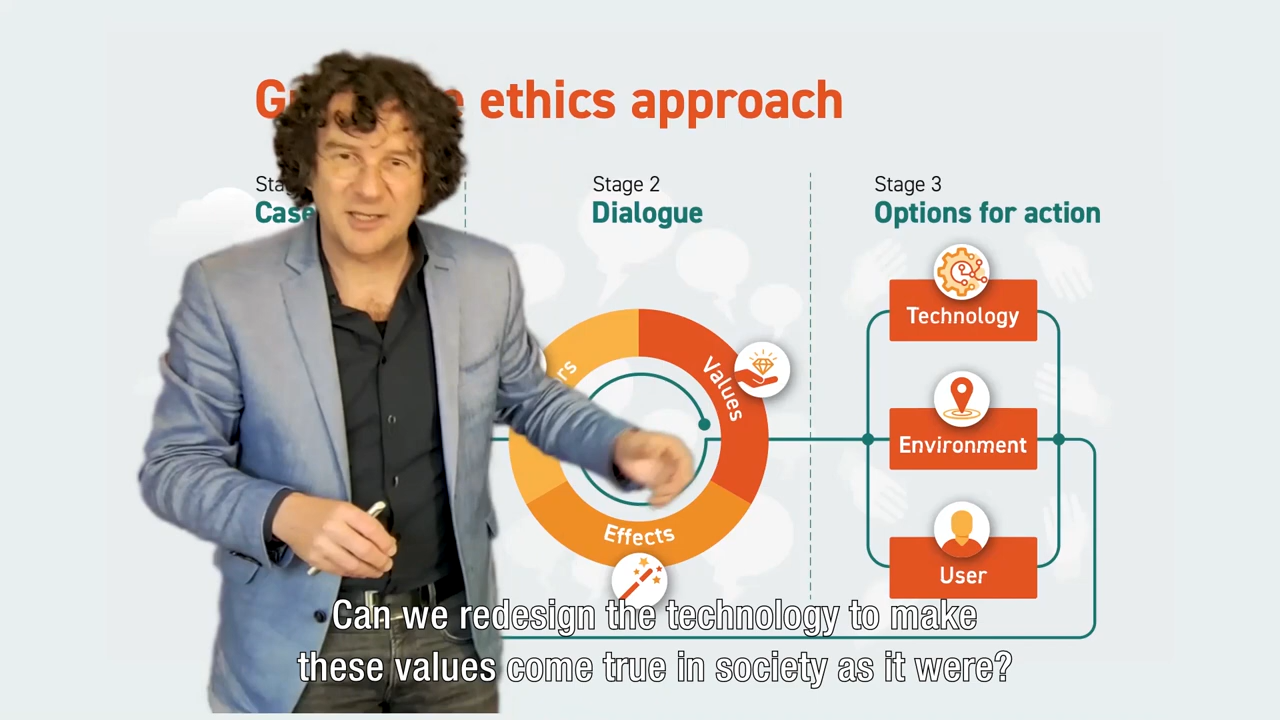 ethics approach
Stage 2
Stage 3
Case
Dialogue
Options for action
Technology
Values
Environment
Effects
User
Can we redesign the technology to make
these values come true in society as it were?